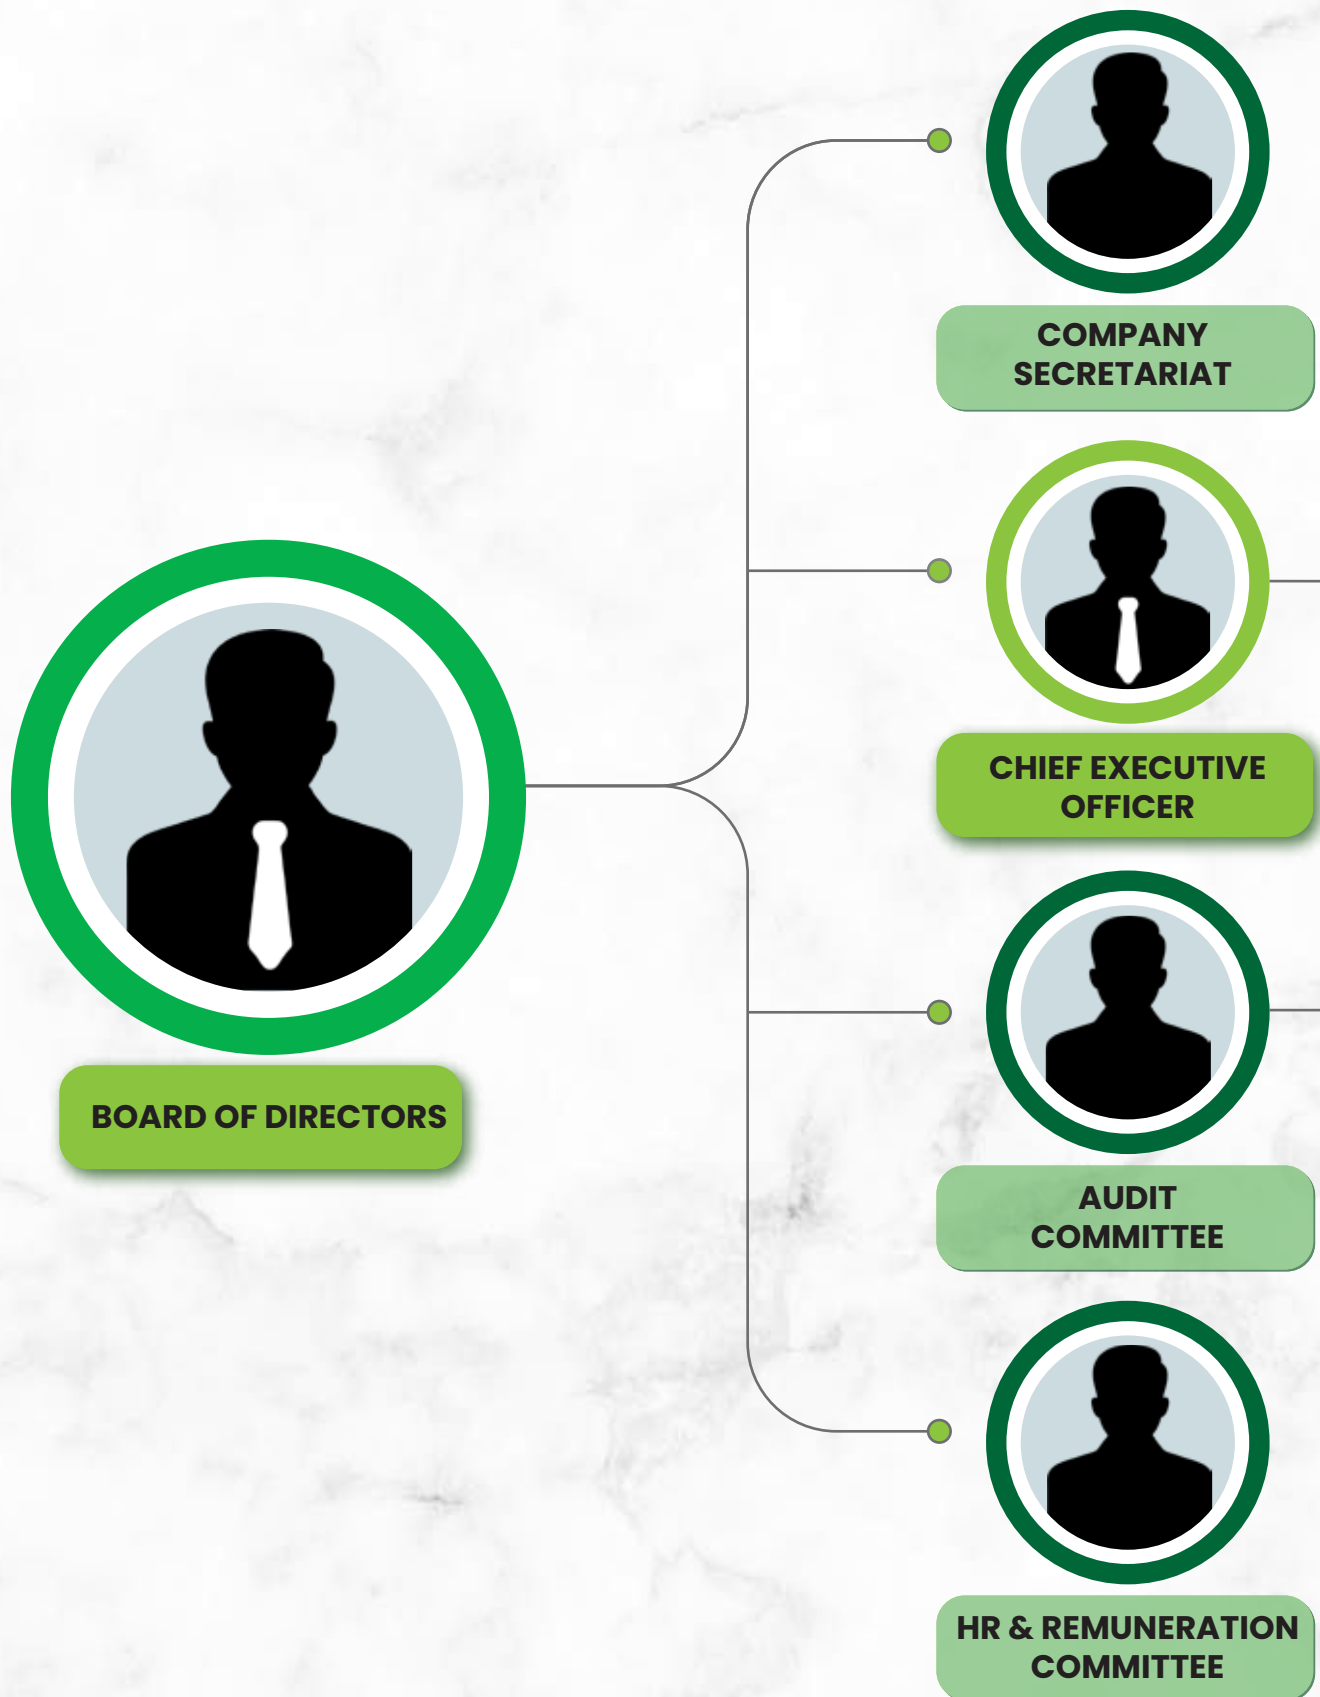 COMPANY
SECRETARIAT
CHIEF EXECUTIVE
OFFICER
BOARD OF DIRECTORS
AUDIT
COMMITTEE
HR & REMUNERATION
COMMITTEE